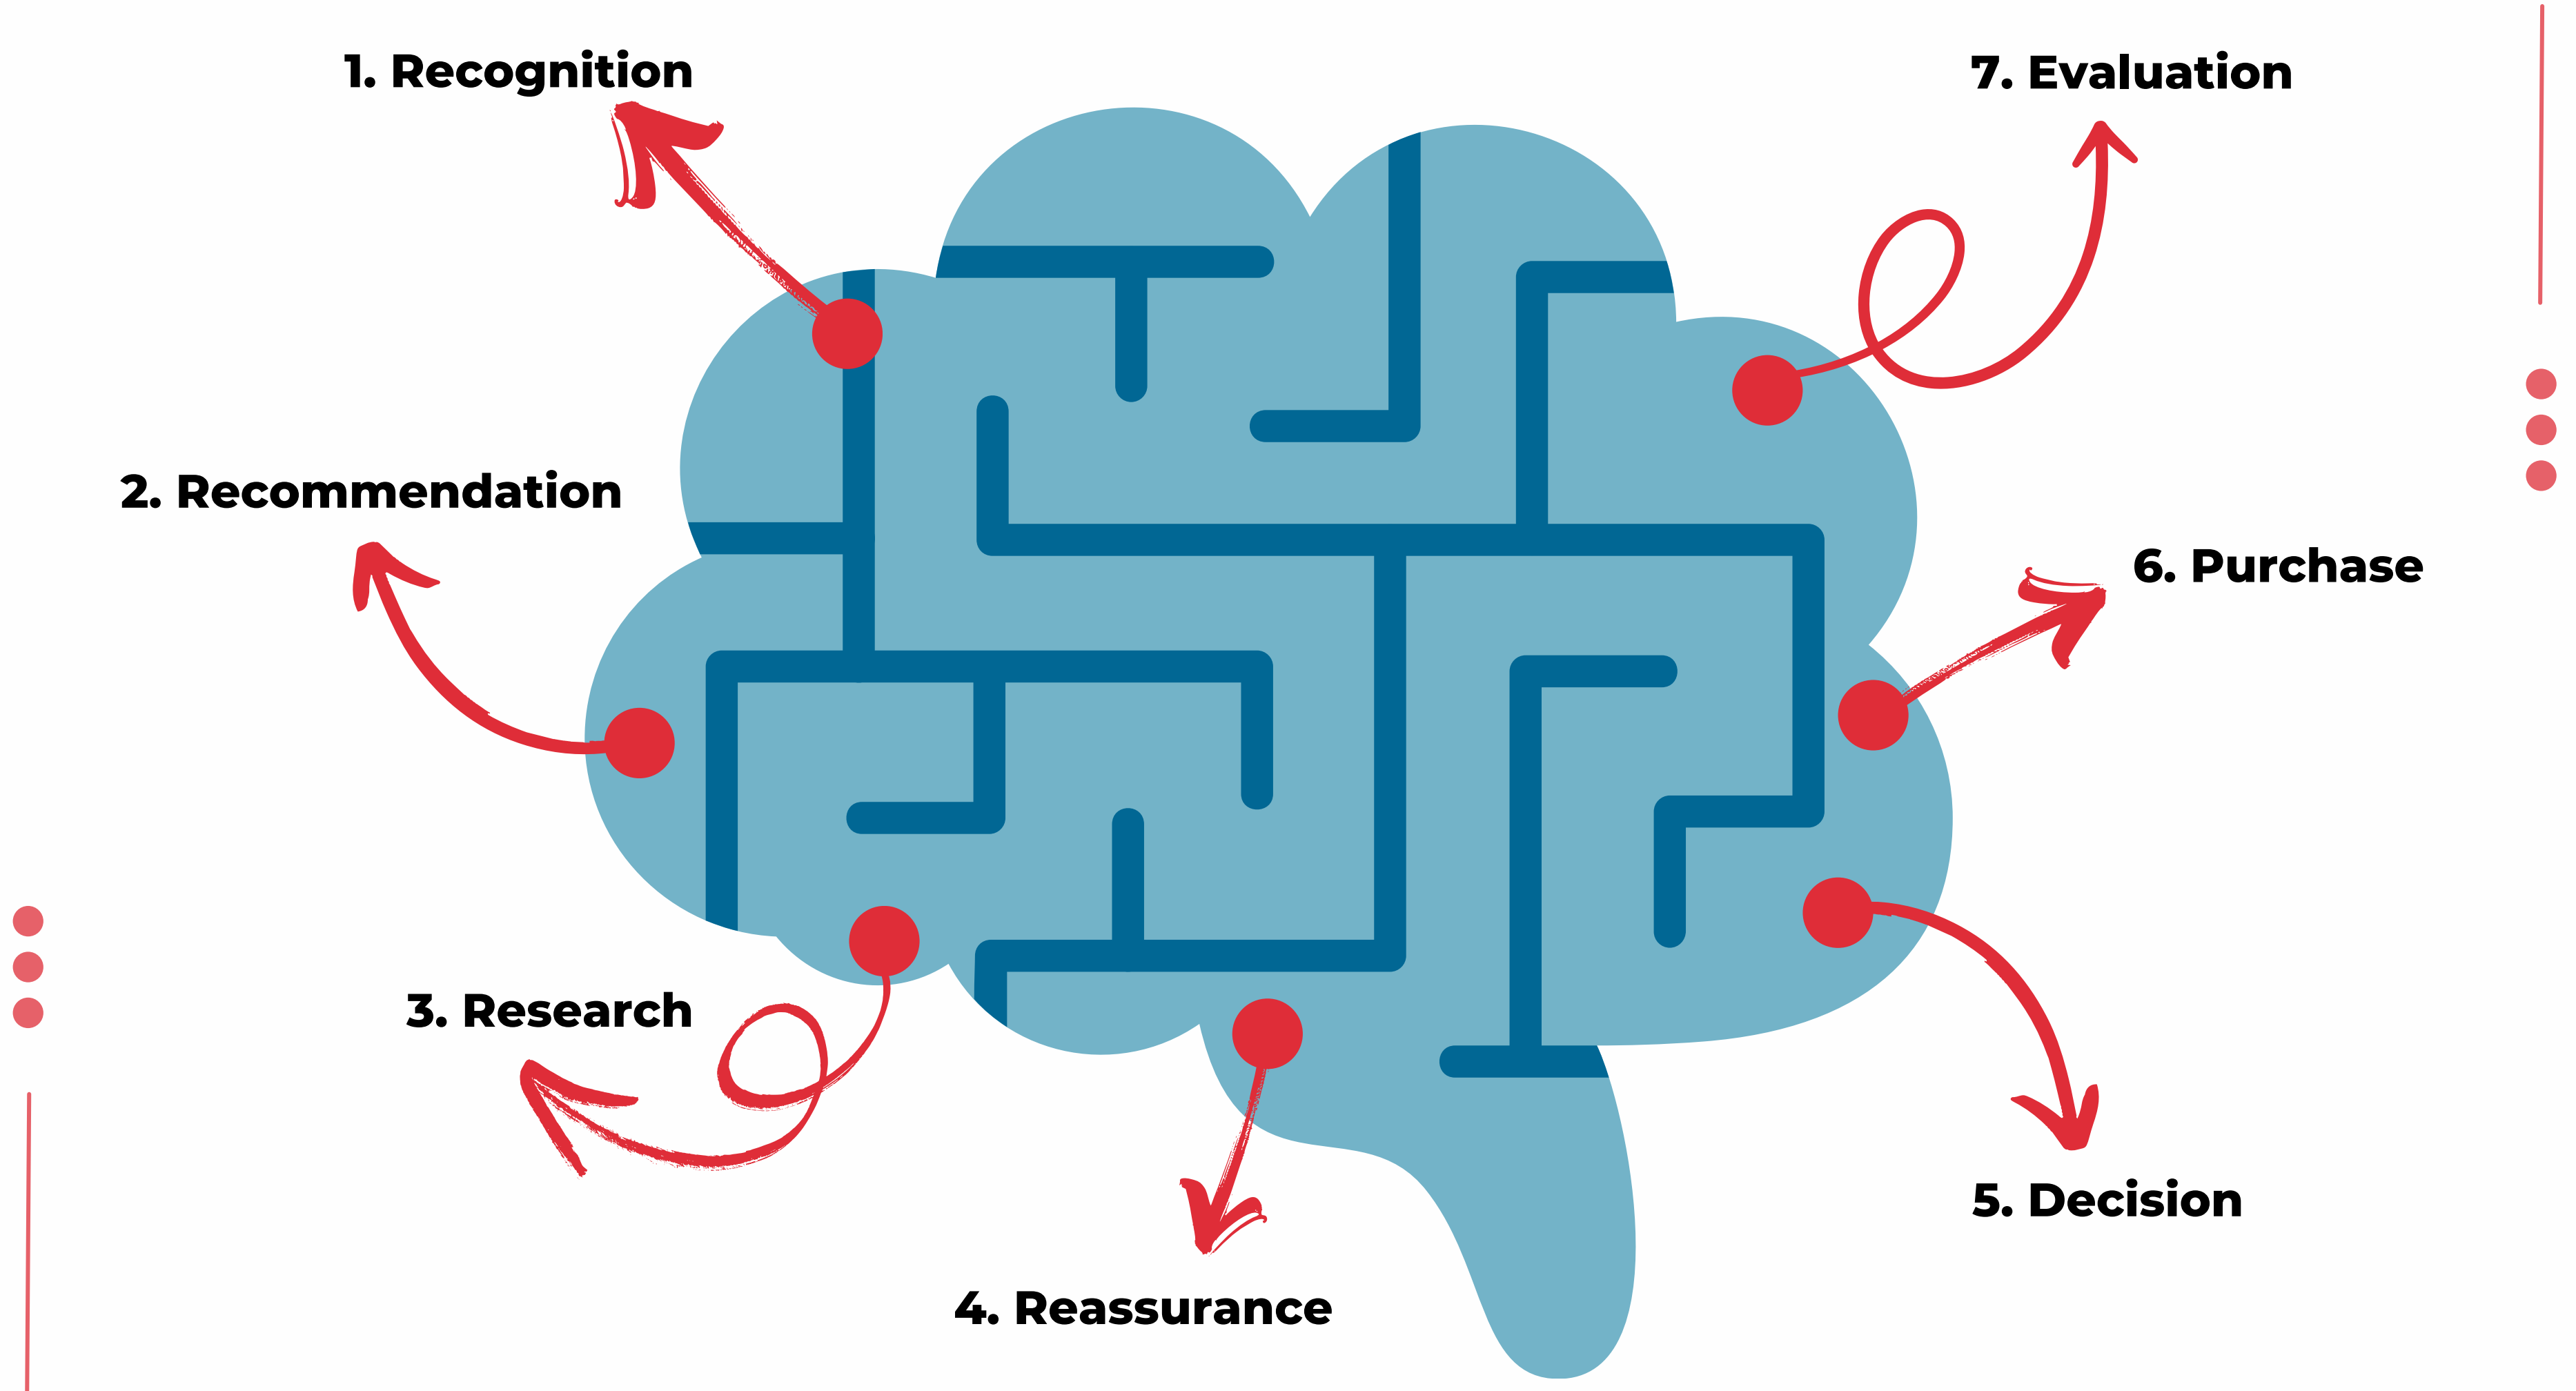 1. Recognition
2. Recommendation
3. Research
4. Reassurance
5. Decision
6. Purchase
7. Evaluation